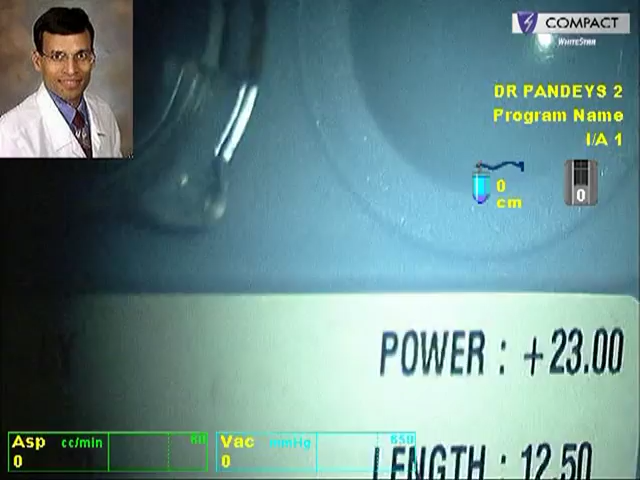 COMPACT
WHITESTAR
DR PANDEYS 2
Program Name
I/A 1
0
cm
0
POWER : +23.00
Asp cc/min 60
0
Vac mmHg 650
0
LENGTH : 12.50